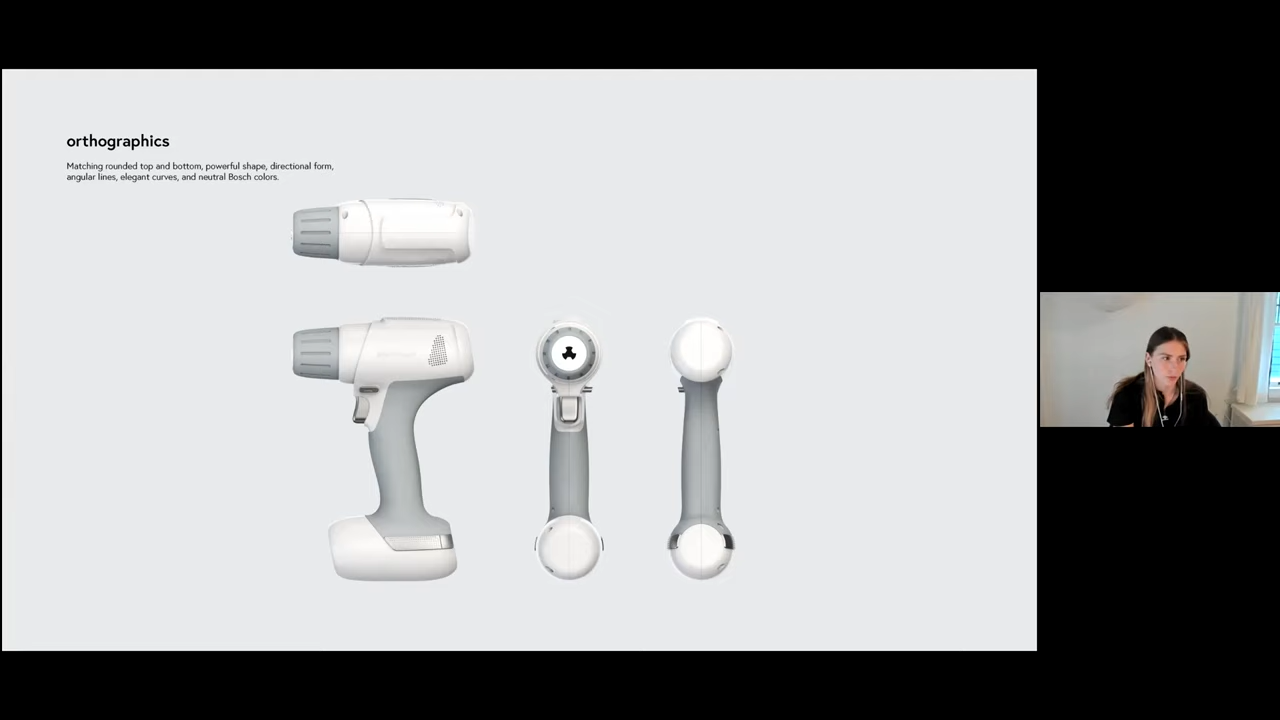 orthographics
Matching rounded top and bottom, powerful shape, directional form,
angular lines, elegant curves, and neutral Bosch colors.